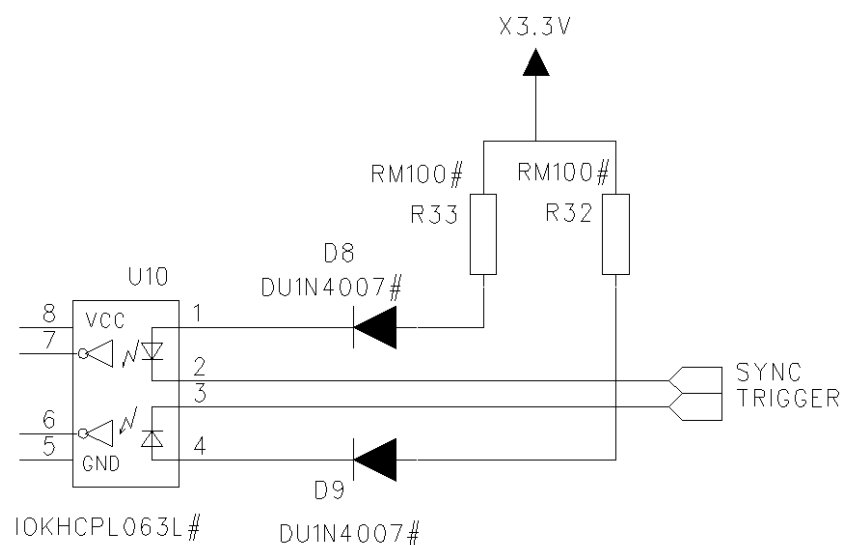 X3.3V
RM100#
RM100#
R33
R32
D8
DU1N4007#
U10
8
VCC
1
7
2
SYNC
3
TRIGGER
6
5
GND
4
D9
IOKHCPL063L#
DU1N4007#